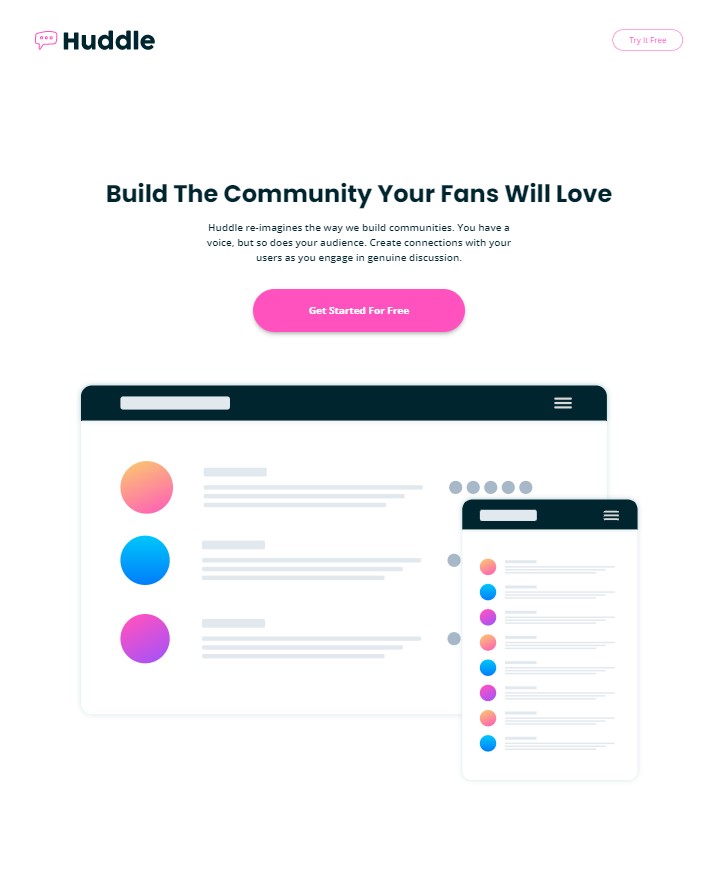 Huddle
Try It Free
Build The Community Your Fans Will Love
Huddle re-imagines the way we build communities. You have a
voice, but so does your audience. Create connections with your
users as you engage in genuine discussion.
Get Started For Free